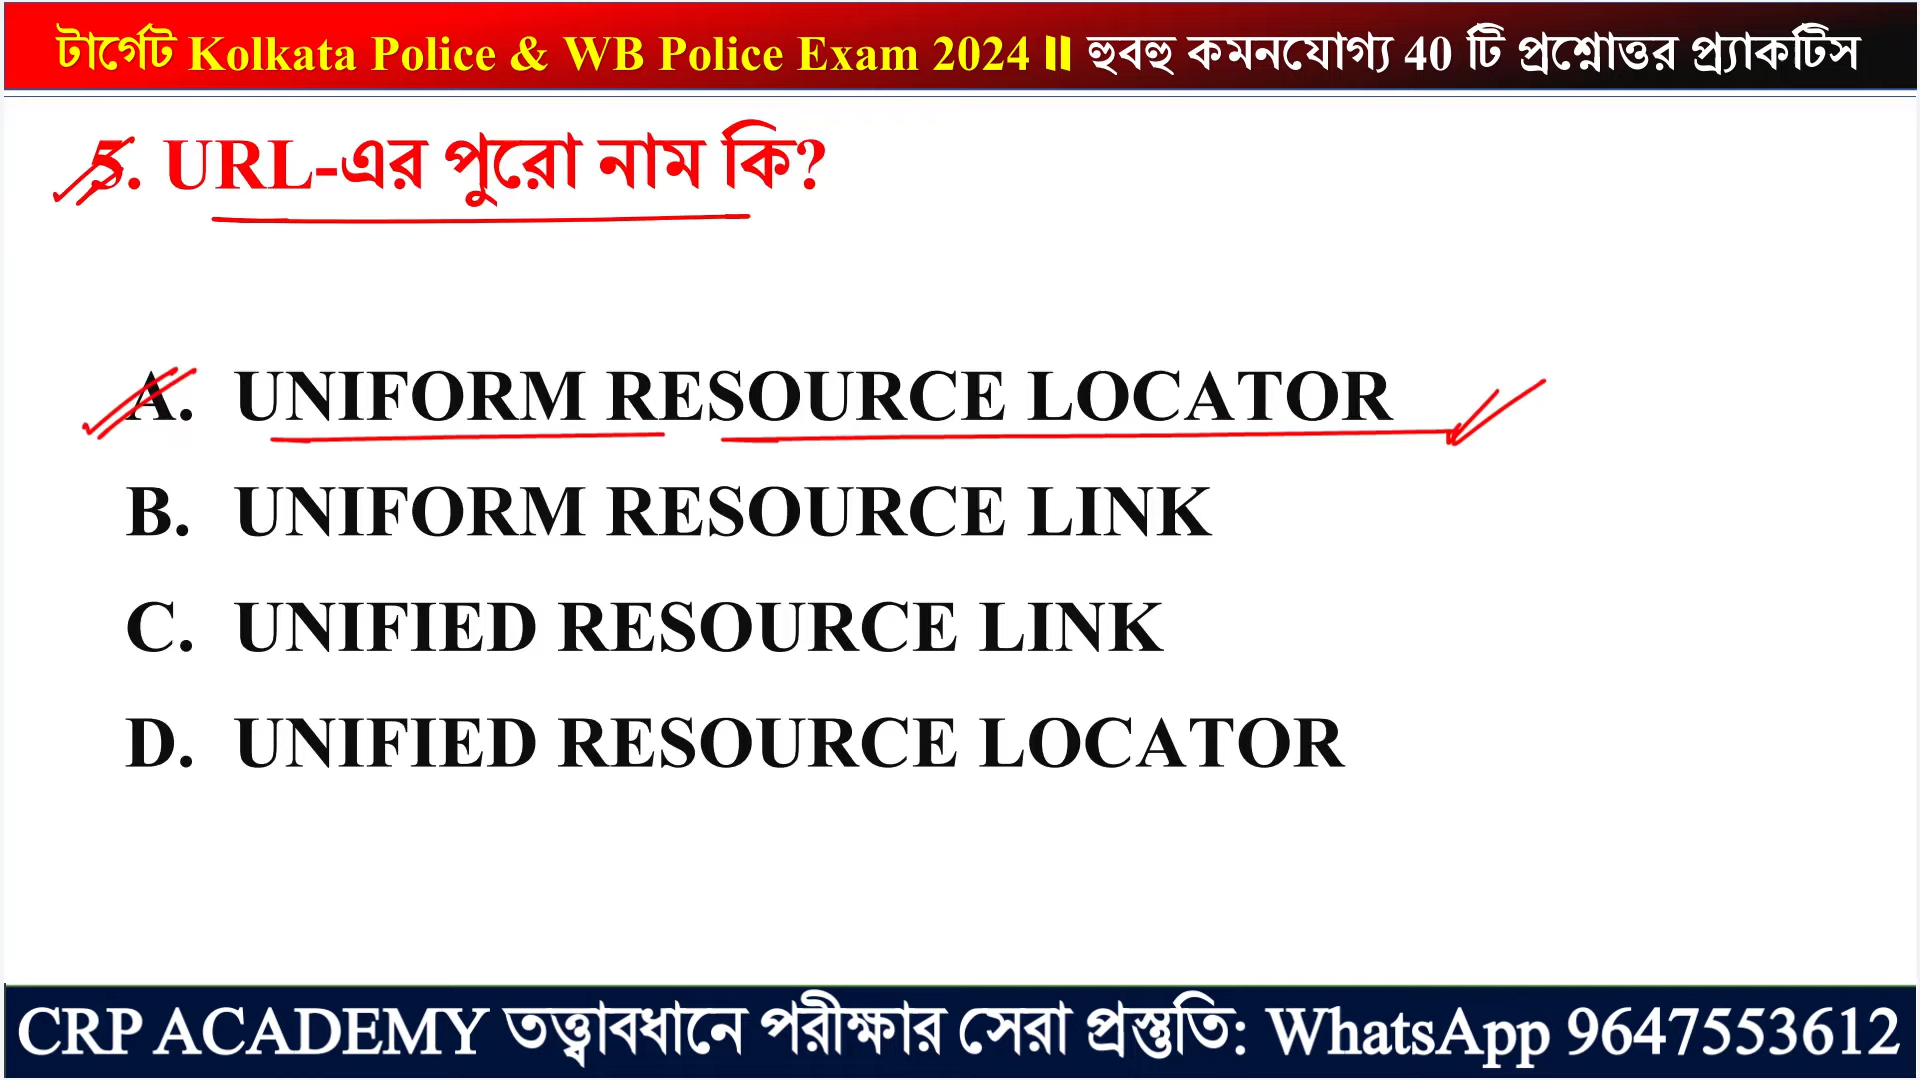 টার্গেট Kolkata Police & WB Police Exam 2024 ॥ হুবহু কমনযোগ্য 40 টি প্রশ্নোত্তর প্র্যাকটিস
5. URL-এর পুরো নাম কি?
A. UNIFORM RESOURCE LOCATOR
B. UNIFORM RESOURCE LINK
C. UNIFIED RESOURCE LINK
D. UNIFIED RESOURCE LOCATOR
CRP ACADEMY তত্ত্বাবধানে পরীক্ষার সেরা প্রস্তুতি: WhatsApp 9647553612